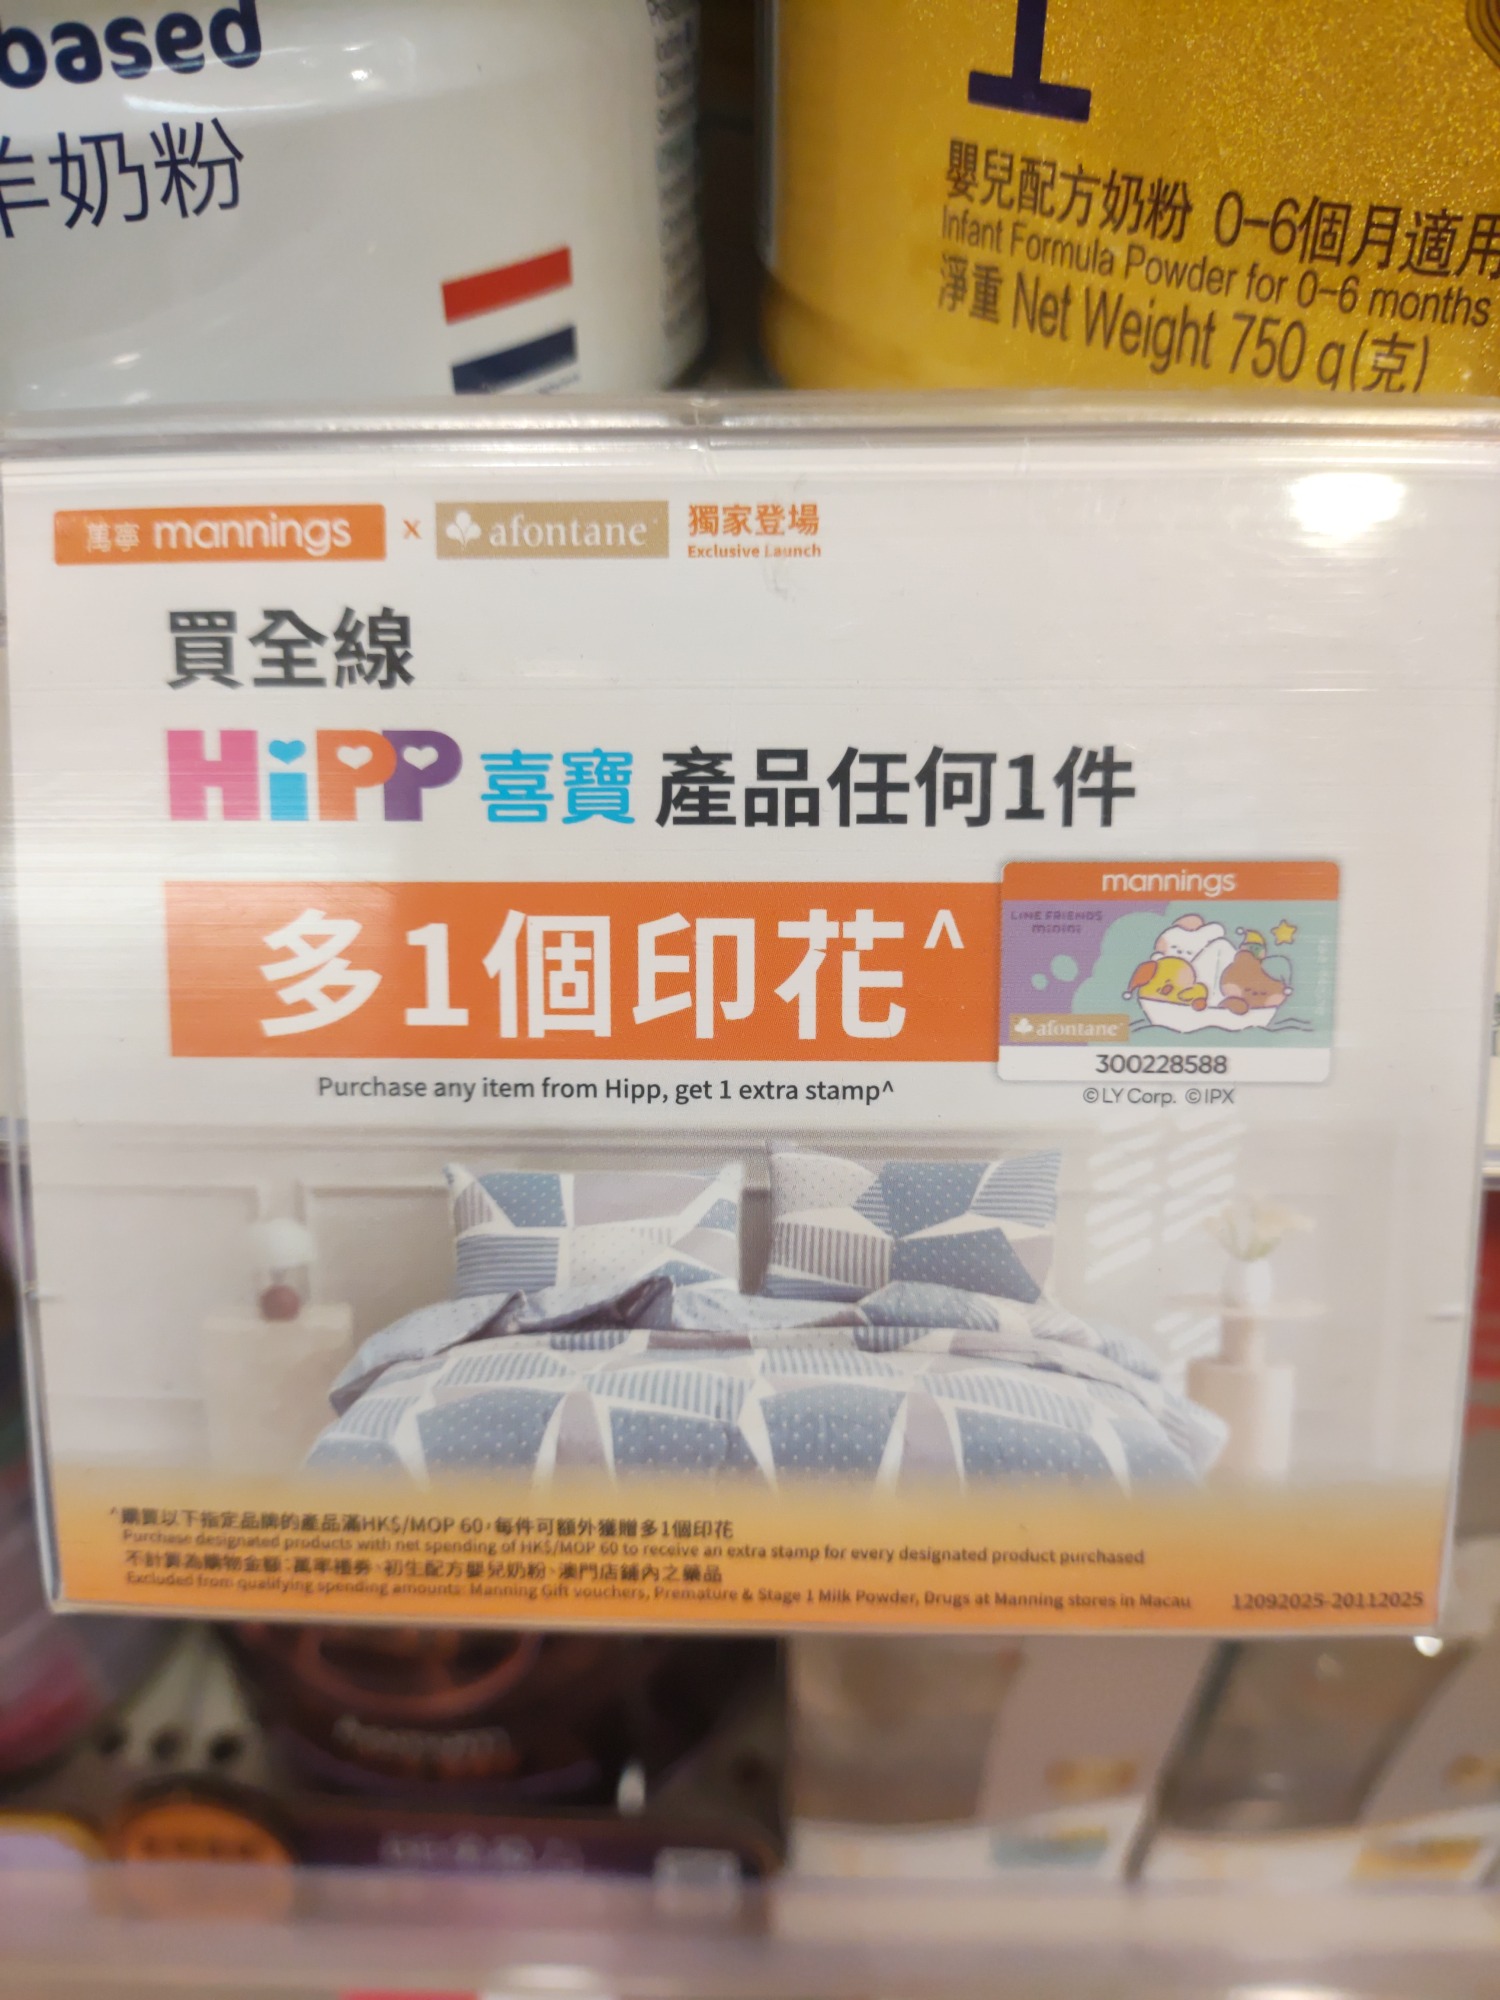 based
羊奶粉
嬰兒配方奶粉 0-6個月適用
Infant Formula Powder for 0-6 months
淨重 Net Weight 750 g(克)
萬寧 mannings × afontane 獨家登場
Exclusive Launch
買全線
HiPP 喜寶 產品任何1件
多1個印花^
Purchase any item from Hipp, get 1 extra stamp^
mannings
LINE FRIENDS
minini
afontane
300228588
©LY Corp. ©IPX
^購買以下指定品牌的產品滿HK$/MOP 60，每件可額外獲贈多1個印花
Purchase designated products with net spending of HK$/MOP 60 to receive an extra stamp for every designated product purchased
不計算為購物金額：萬寧禮券、初生配方嬰兒奶粉、澳門店鋪內之藥品
Excluded from qualifying spending amounts: Manning Gift vouchers, Premature & Stage 1 Milk Powder, Drugs at Manning stores in Macau
12092025-20112025